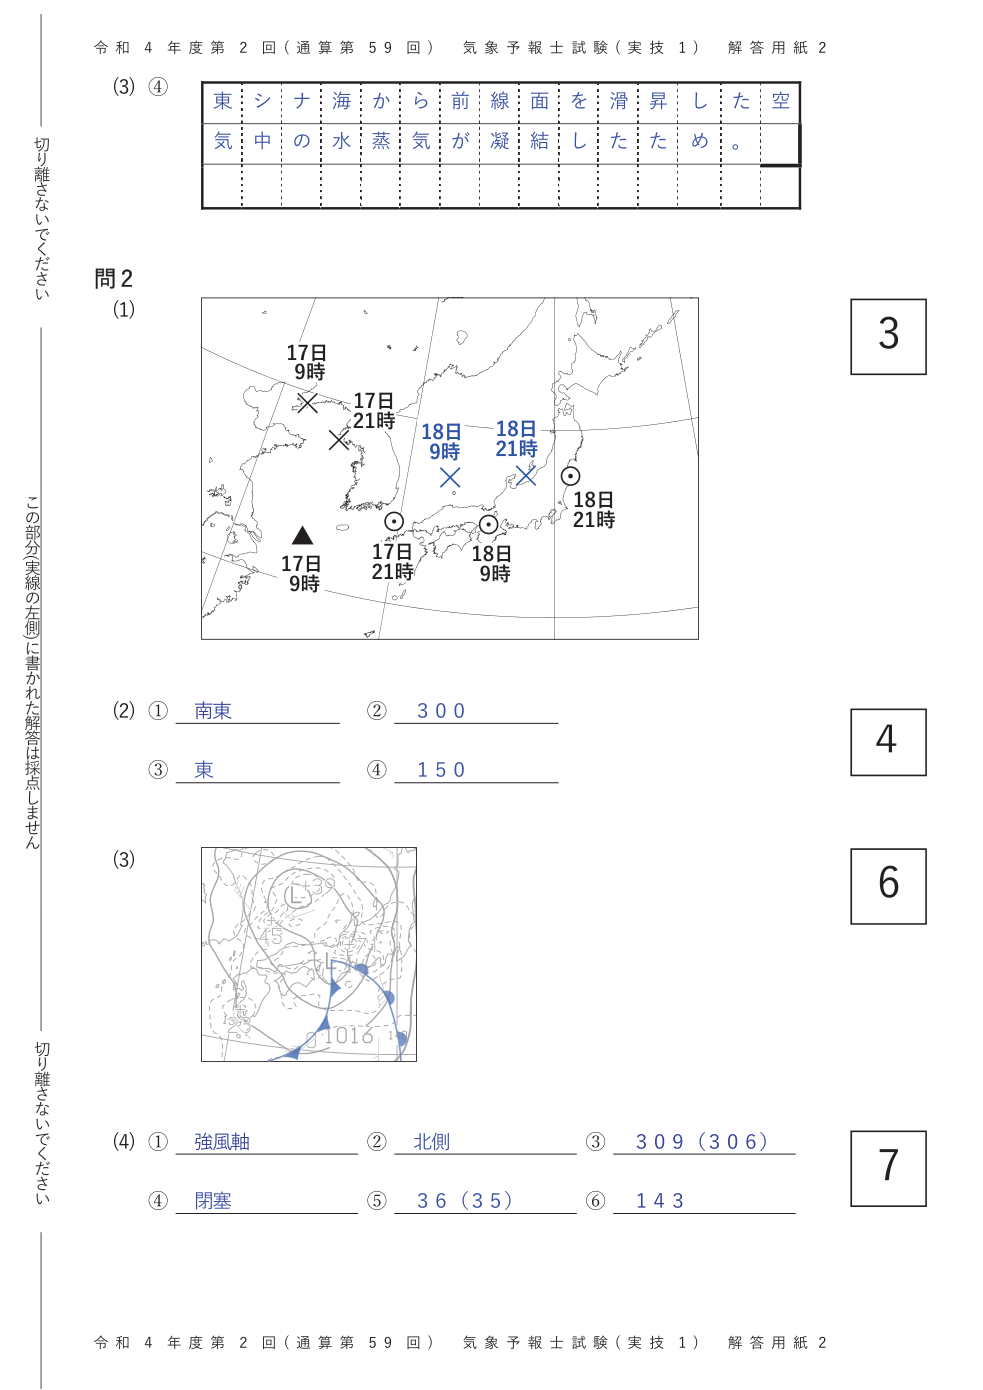 令和4年度第2回(通算第59回) 気象予報士試験(実技1) 解答用紙2
切り離さないでください
この部分(実線の左側)に書かれた解答は採点しません
切り離さないでください
(3) ④
東シナ海から前線面を滑昇した空
気中の水蒸気が凝結したため。
問2
(1)
3
17日
9時
17日
21時
18日
9時
18日
21時
18日
21時
17日
9時
17日
21時
18日
9時
(2) ① 南東 ② 300
4
③ 東 ④ 150
(3)
6
L
+39
45
L
1016
(4) ① 強風軸 ② 北側 ③ 309(306)
7
④ 閉塞 ⑤ 36(35) ⑥ 143
令和4年度第2回(通算第59回) 気象予報士試験(実技1) 解答用紙2